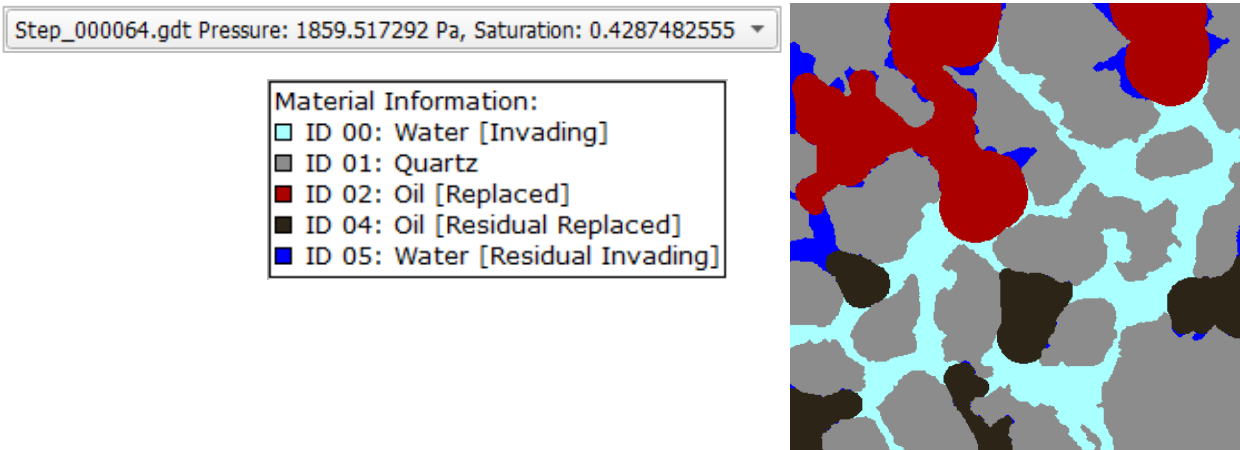 Step_000064.gdt Pressure: 1859.517292 Pa, Saturation: 0.4287482555
Material Information:
ID 00: Water [Invading]
ID 01: Quartz
ID 02: Oil [Replaced]
ID 04: Oil [Residual Replaced]
ID 05: Water [Residual Invading]